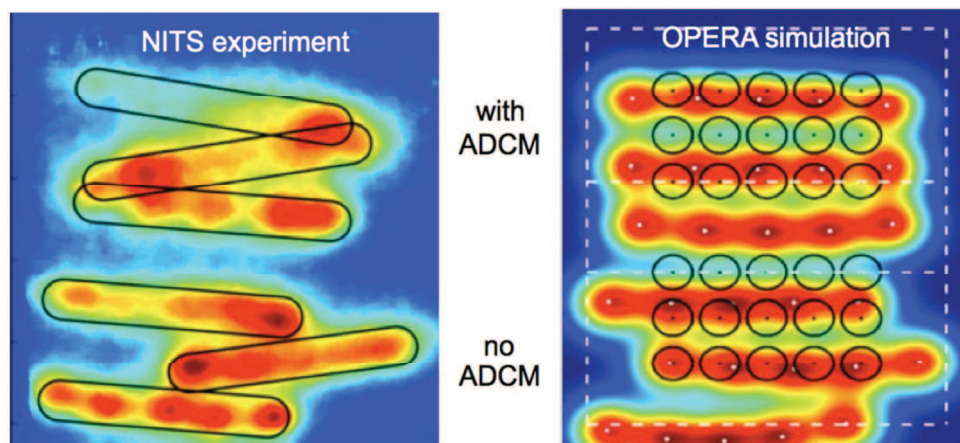 NITS experiment
OPERA simulation
with
ADCM
no
ADCM